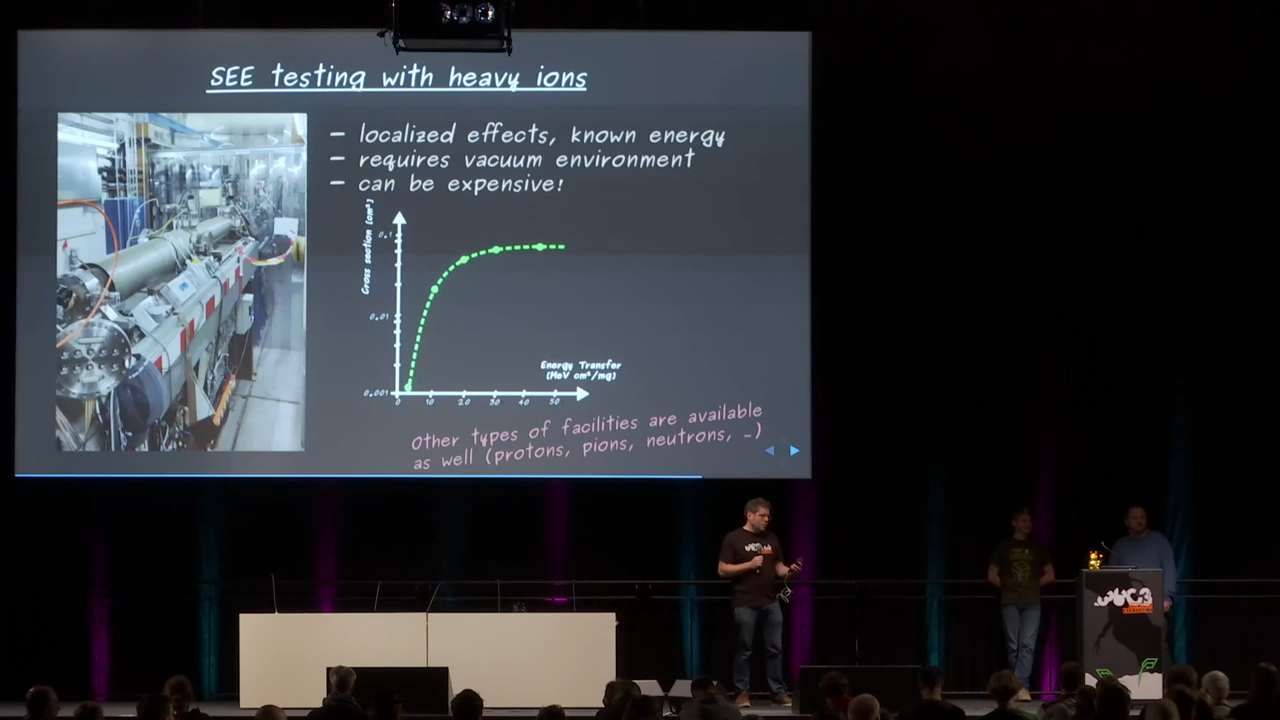 SEE testing with heavy ions
- localized effects, known energy
- requires vacuum environment
- can be expensive!
Cross section [cm²]
0.1
0.01
0.001
0 10 20 30 40 50
Energy Transfer
[MeV cm²/mg]
Other types of facilities are available
as well (protons, pions, neutrons, …)